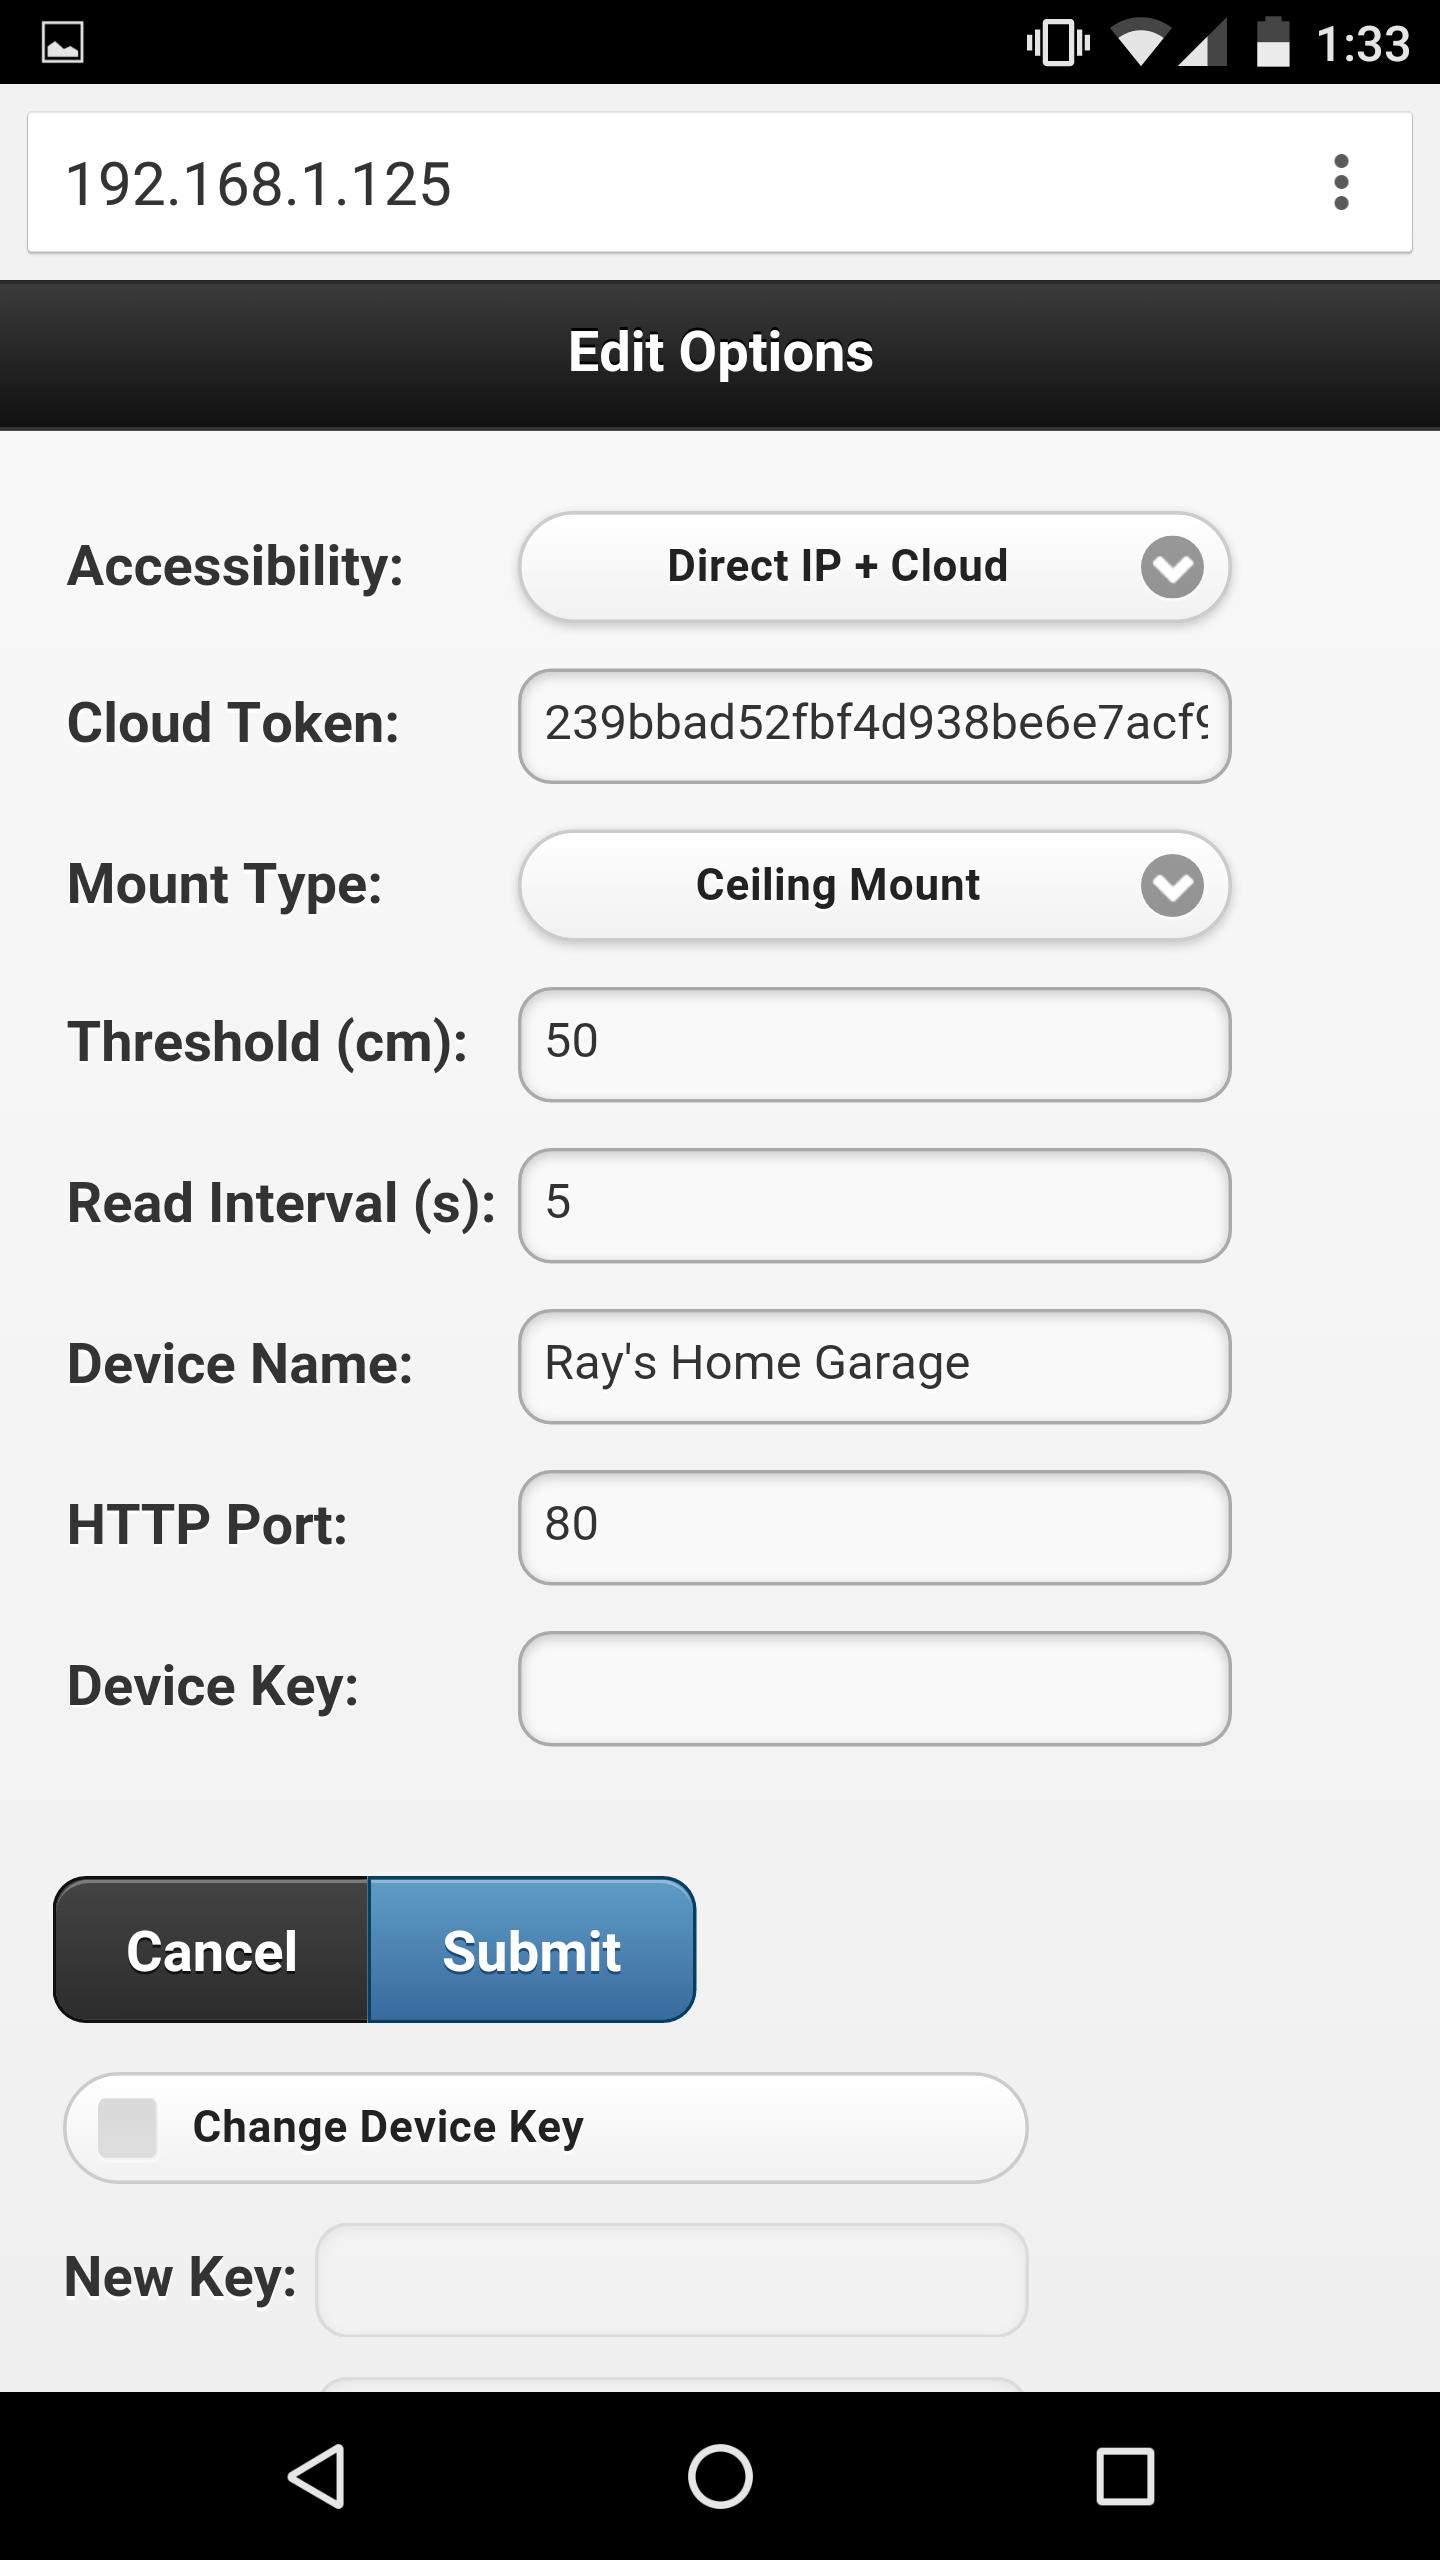 1:33
192.168.1.125
Edit Options
Accessibility: Direct IP + Cloud
Cloud Token: 239bbad52fbf4d938be6e7acf9
Mount Type: Ceiling Mount
Threshold (cm): 50
Read Interval (s): 5
Device Name: Ray's Home Garage
HTTP Port: 80
Device Key:
Cancel Submit
Change Device Key
New Key: